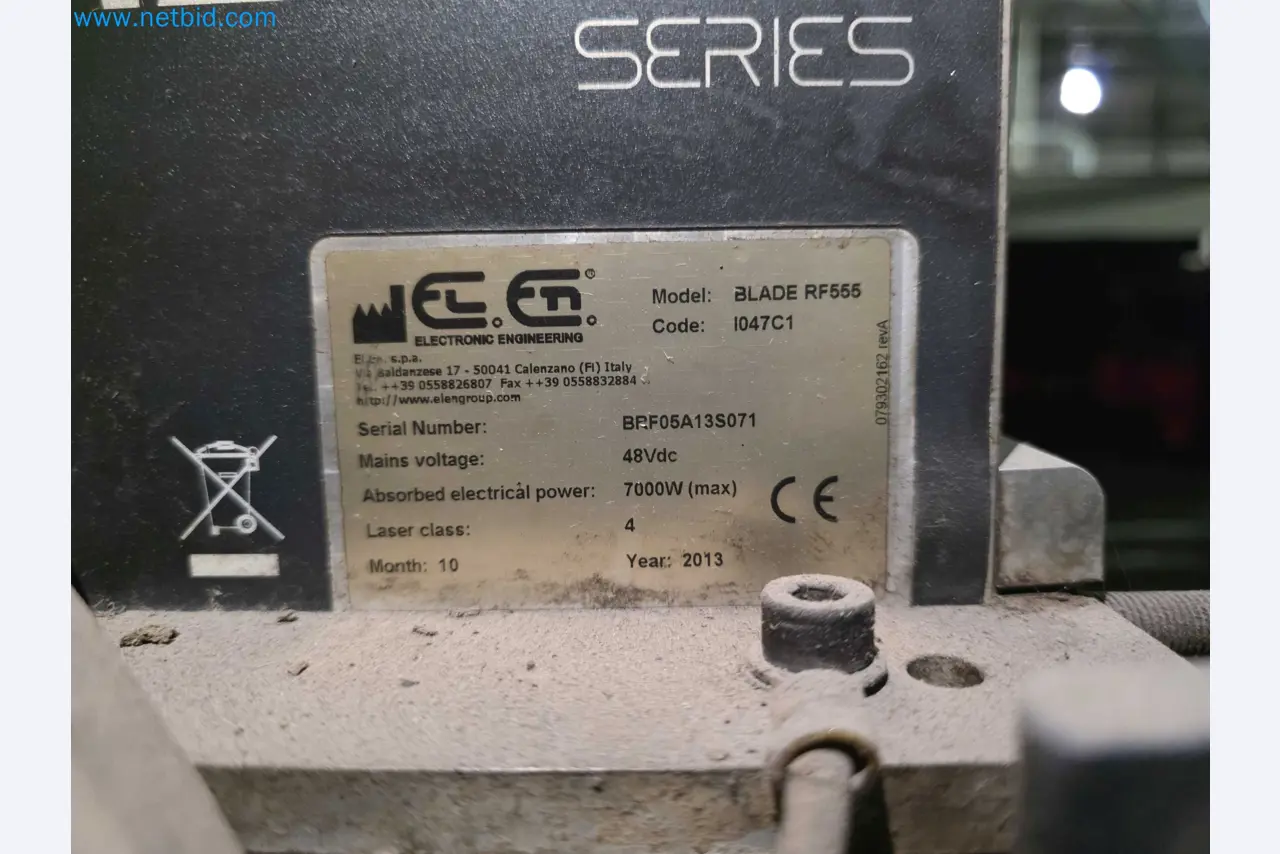 www.netbid.com
SERIES
EL.En.®
ELECTRONIC ENGINEERING
Model: BLADE RF555
Code: I047C1
s.p.a.
Baldanzese 17 - 50041 Calenzano (FI) Italy
Tel. ++39 0558826807 Fax ++39 0558832884
http://www.elengroup.com
079302162 revA
Serial Number: BRF05A13S071
Mains voltage: 48Vdc
Absorbed electrical power: 7000W (max)
CE
Laser class: 4
Month: 10 Year: 2013